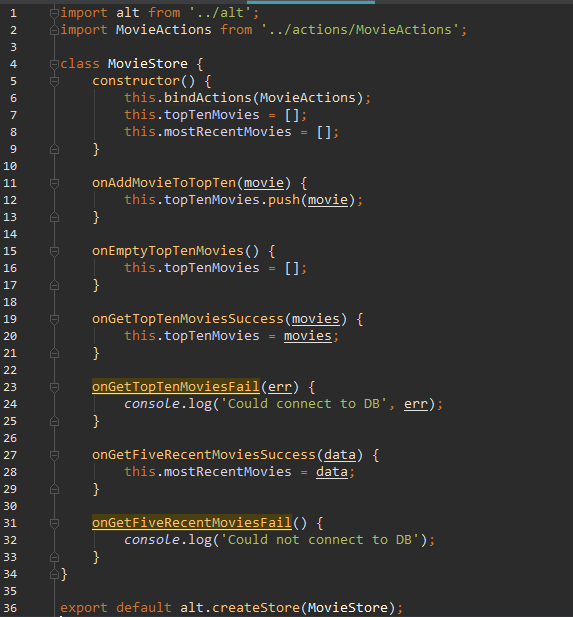 1 import alt from '../alt';
2 import MovieActions from '../actions/MovieActions';
3
4 class MovieStore {
5     constructor() {
6         this.bindActions(MovieActions);
7         this.topTenMovies = [];
8         this.mostRecentMovies = [];
9     }
10
11     onAddMovieToTopTen(movie) {
12         this.topTenMovies.push(movie);
13     }
14
15     onEmptyTopTenMovies() {
16         this.topTenMovies = [];
17     }
18
19     onGetTopTenMoviesSuccess(movies) {
20         this.topTenMovies = movies;
21     }
22
23     onGetTopTenMoviesFail(err) {
24         console.log('Could connect to DB', err);
25     }
26
27     onGetFiveRecentMoviesSuccess(data) {
28         this.mostRecentMovies = data;
29     }
30
31     onGetFiveRecentMoviesFail() {
32         console.log('Could not connect to DB');
33     }
34 }
35
36 export default alt.createStore(MovieStore);